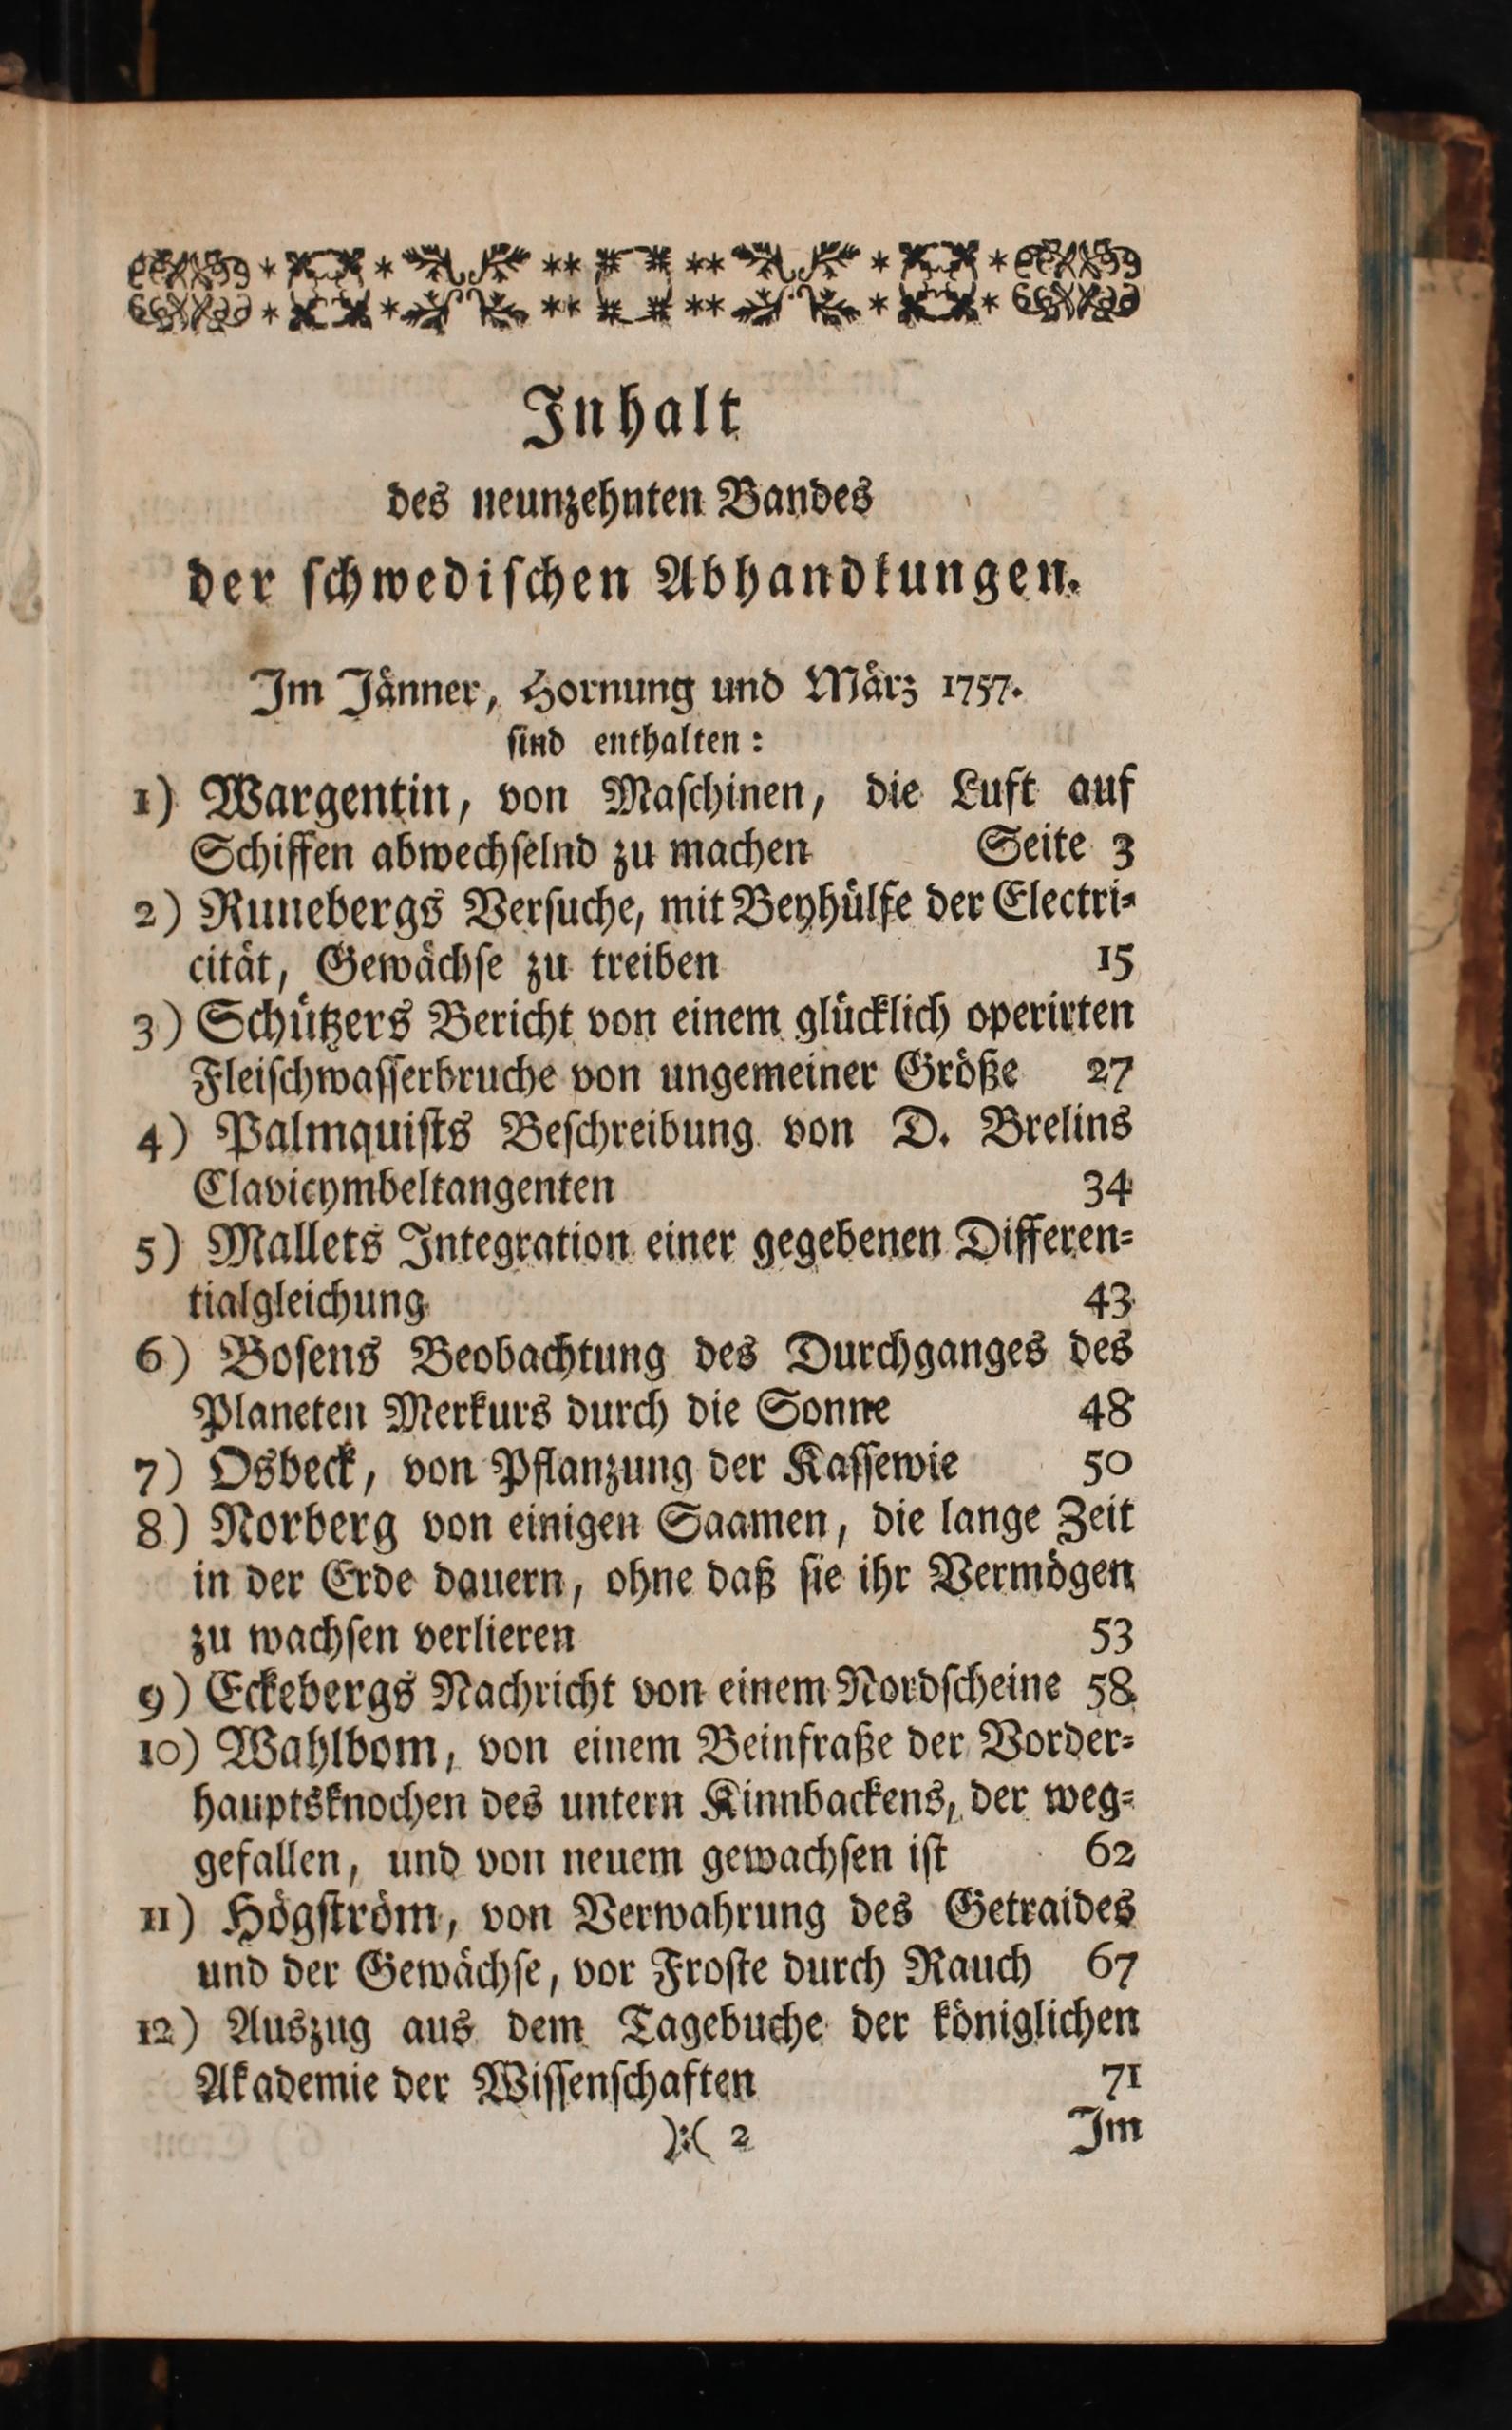 Inhalt
des neunzehnten Bandes
der ſchwediſchen Abhandlungen.
Im Jänner, Hornung und März 1757.
ſind enthalten:
1) Wargentin, von Maſchinen, die Luft auf
Schiffen abwechſelnd zu machen Seite 3
2) Runebergs Verſuche, mit Beyhülfe der Electri⸗
cität, Gewächſe zu treiben 15
3) Schützers Bericht von einem glücklich operirten
Fleiſchwaſſerbruche von ungemeiner Größe 27
4) Palmquiſts Beſchreibung von D. Brelins
Clavicymbeltangenten 34
5) Mallets Integration einer gegebenen Differen⸗
tialgleichung 43
6) Boſens Beobachtung des Durchganges des
Planeten Merkurs durch die Sonne 48
7) Osbeck, von Pflanzung der Kaſſewie 50
8) Norberg von einigen Saamen, die lange Zeit
in der Erde dauern, ohne daß ſie ihr Vermögen
zu wachſen verlieren 53
9) Eckebergs Nachricht von einem Nordſcheine 58
10) Wahlbom, von einem Beinfraße der Vorder⸗
hauptsknochen des untern Kinnbackens, der weg⸗
gefallen, und von neuem gewachſen iſt 62
11) Högſtröm, von Verwahrung des Getraides
und der Gewächſe, vor Froſte durch Rauch 67
12) Auszug aus dem Tagebuche der königlichen
Akademie der Wiſſenſchaften 71
):( 2 Im